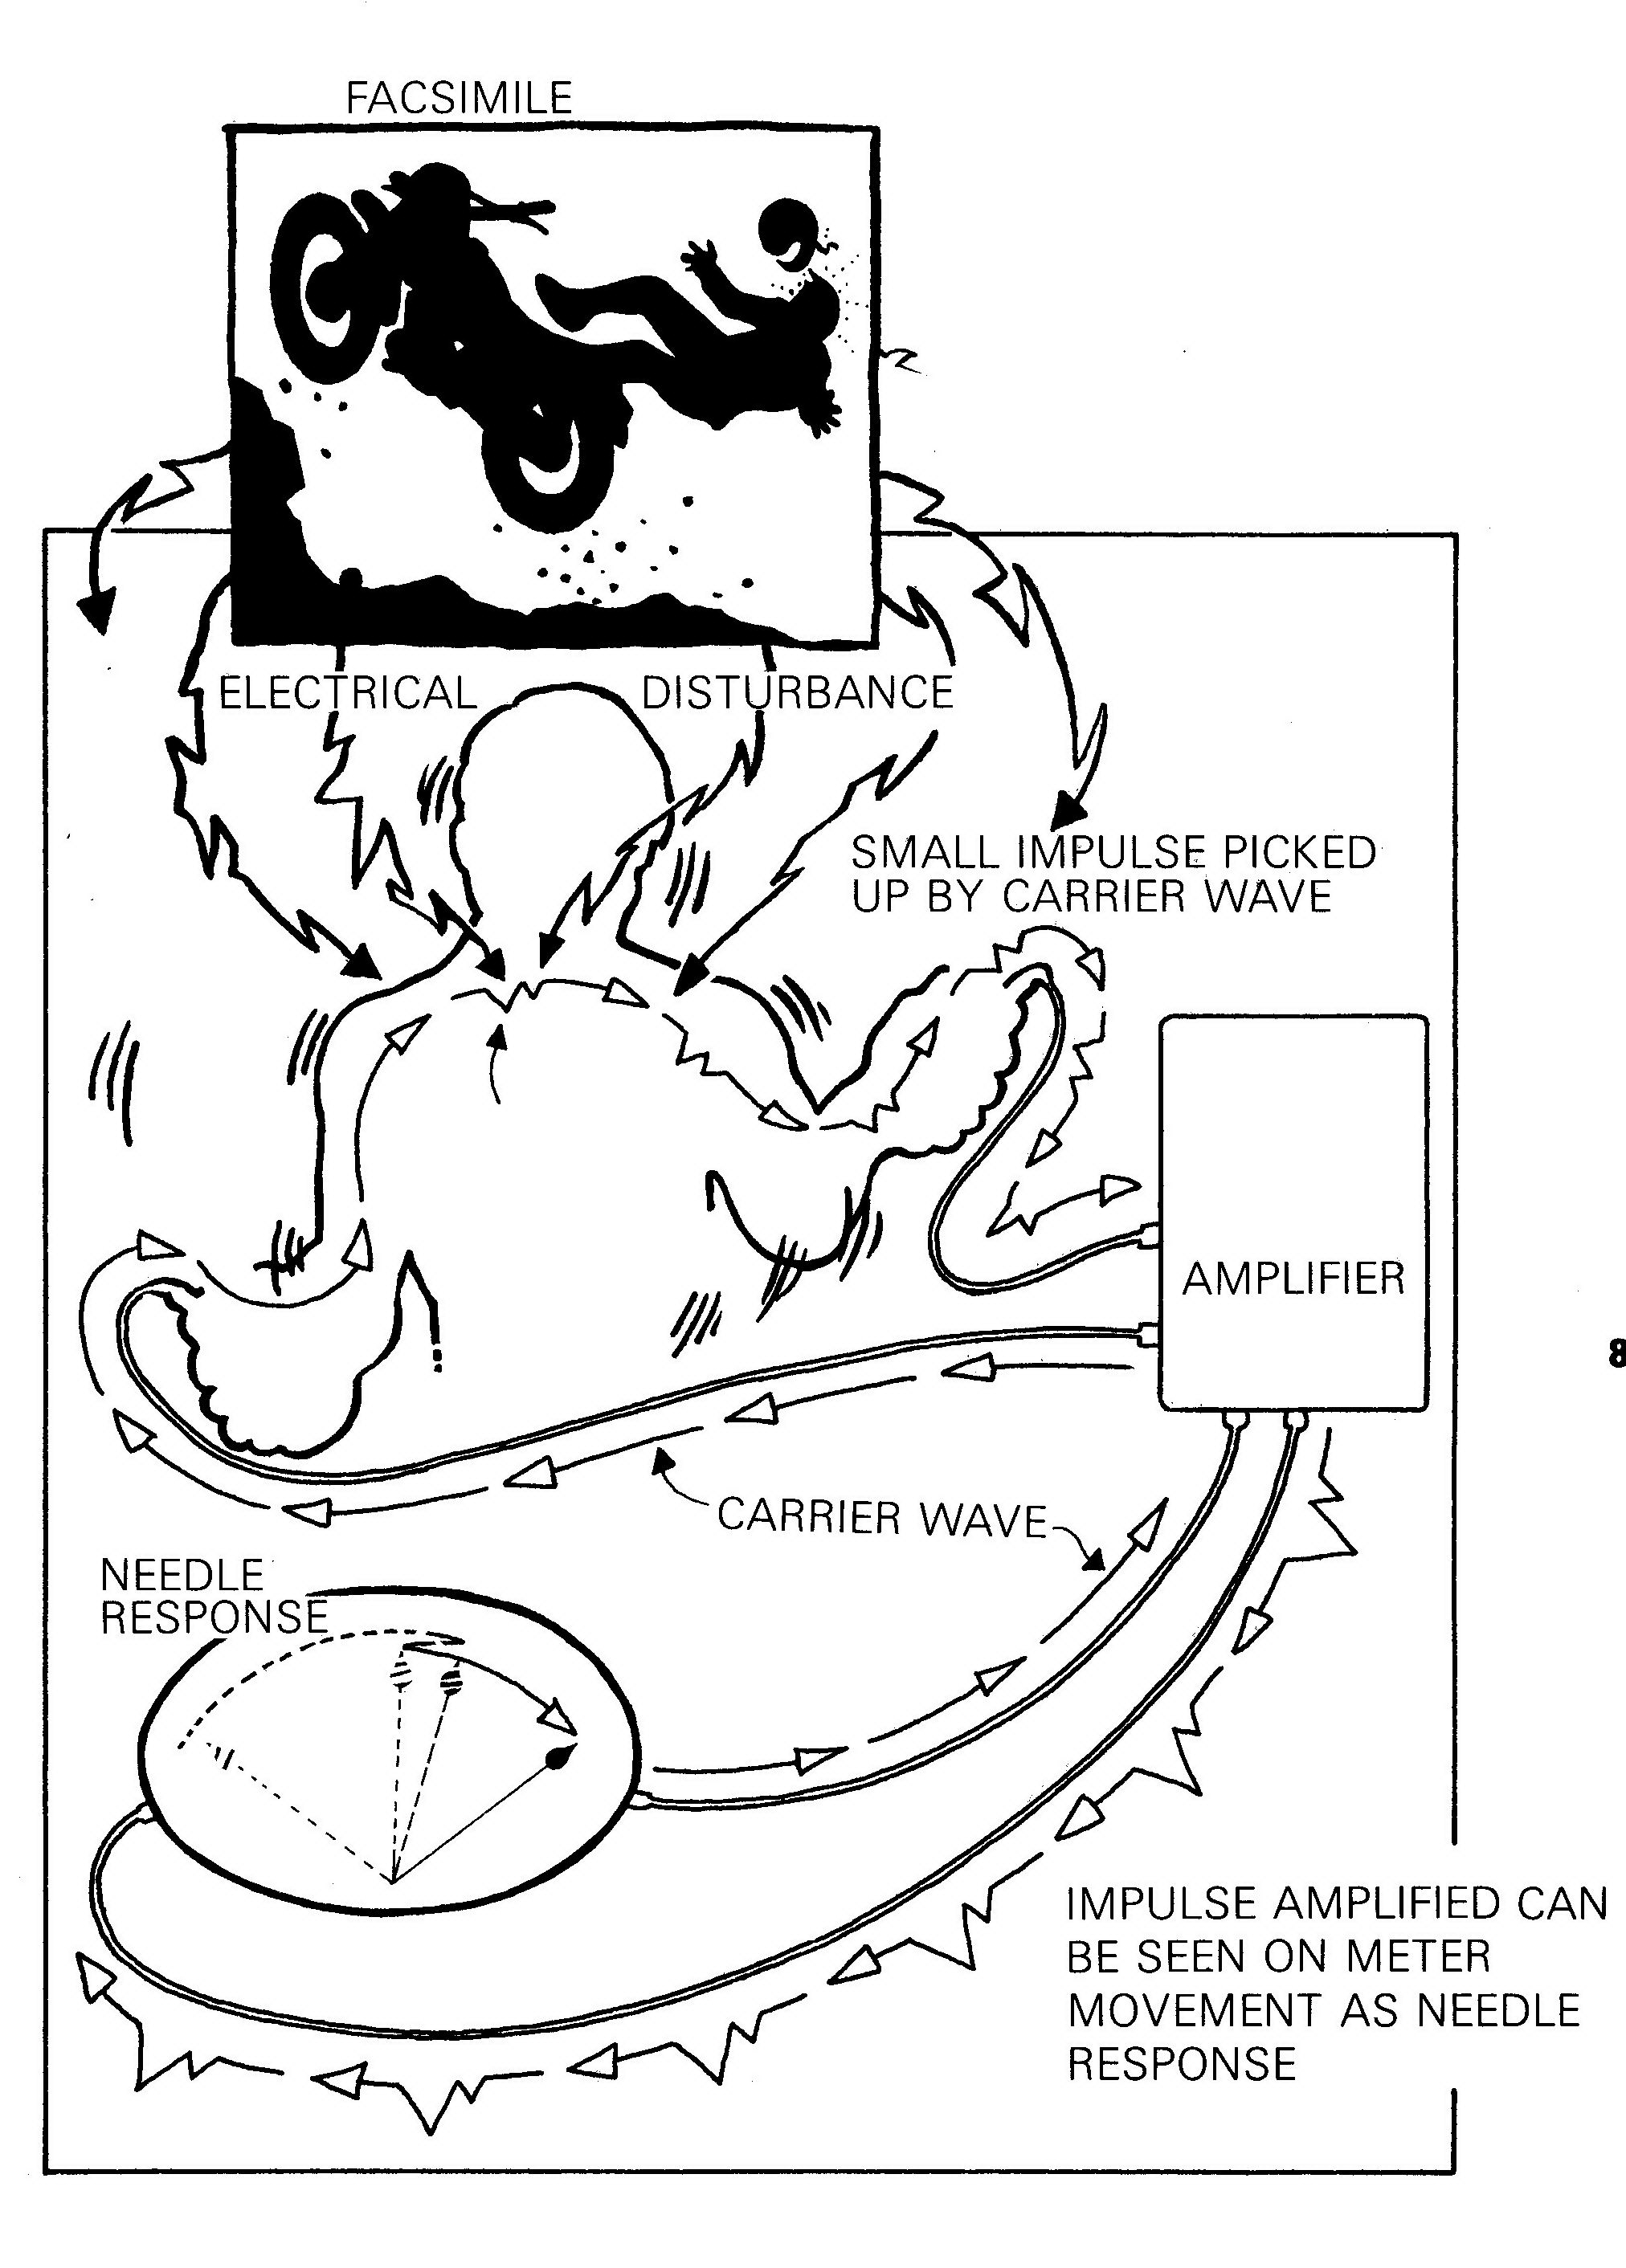 FACSIMILE
ELECTRICAL DISTURBANCE
SMALL IMPULSE PICKED
UP BY CARRIER WAVE
AMPLIFIER
8
CARRIER WAVE
NEEDLE
RESPONSE
IMPULSE AMPLIFIED CAN
BE SEEN ON METER
MOVEMENT AS NEEDLE
RESPONSE